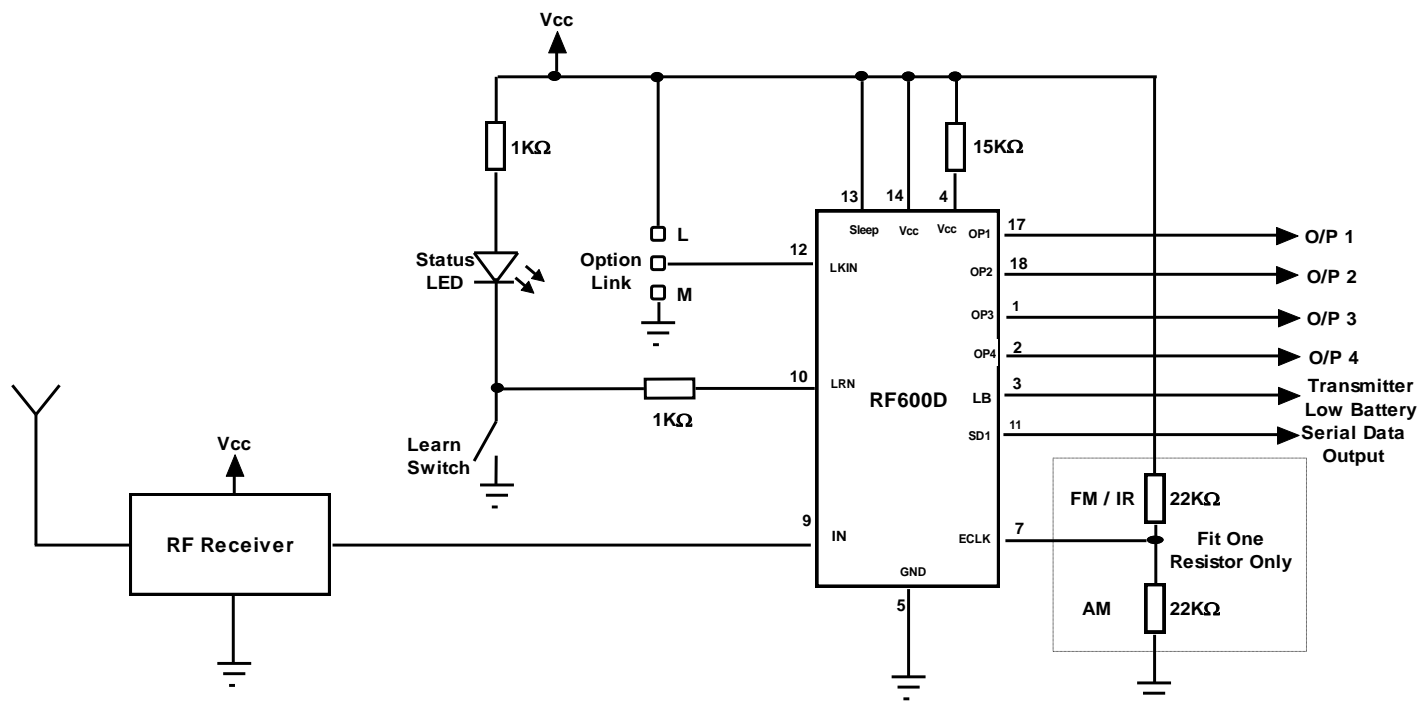 Vcc
1KΩ
15KΩ
13
14
4
Sleep
Vcc
Vcc
OP1
17
O/P 1
L
Status
LED
Option
Link
12
LKIN
OP2
18
O/P 2
M
OP3
1
O/P 3
OP4
2
O/P 4
10
LRN
RF600D
LB
3
Transmitter
Low Battery
1KΩ
SD1
11
Serial Data
Output
Learn
Switch
Vcc
RF Receiver
9
IN
ECLK
7
FM / IR
22KΩ
Fit One
Resistor Only
AM
22KΩ
GND
5